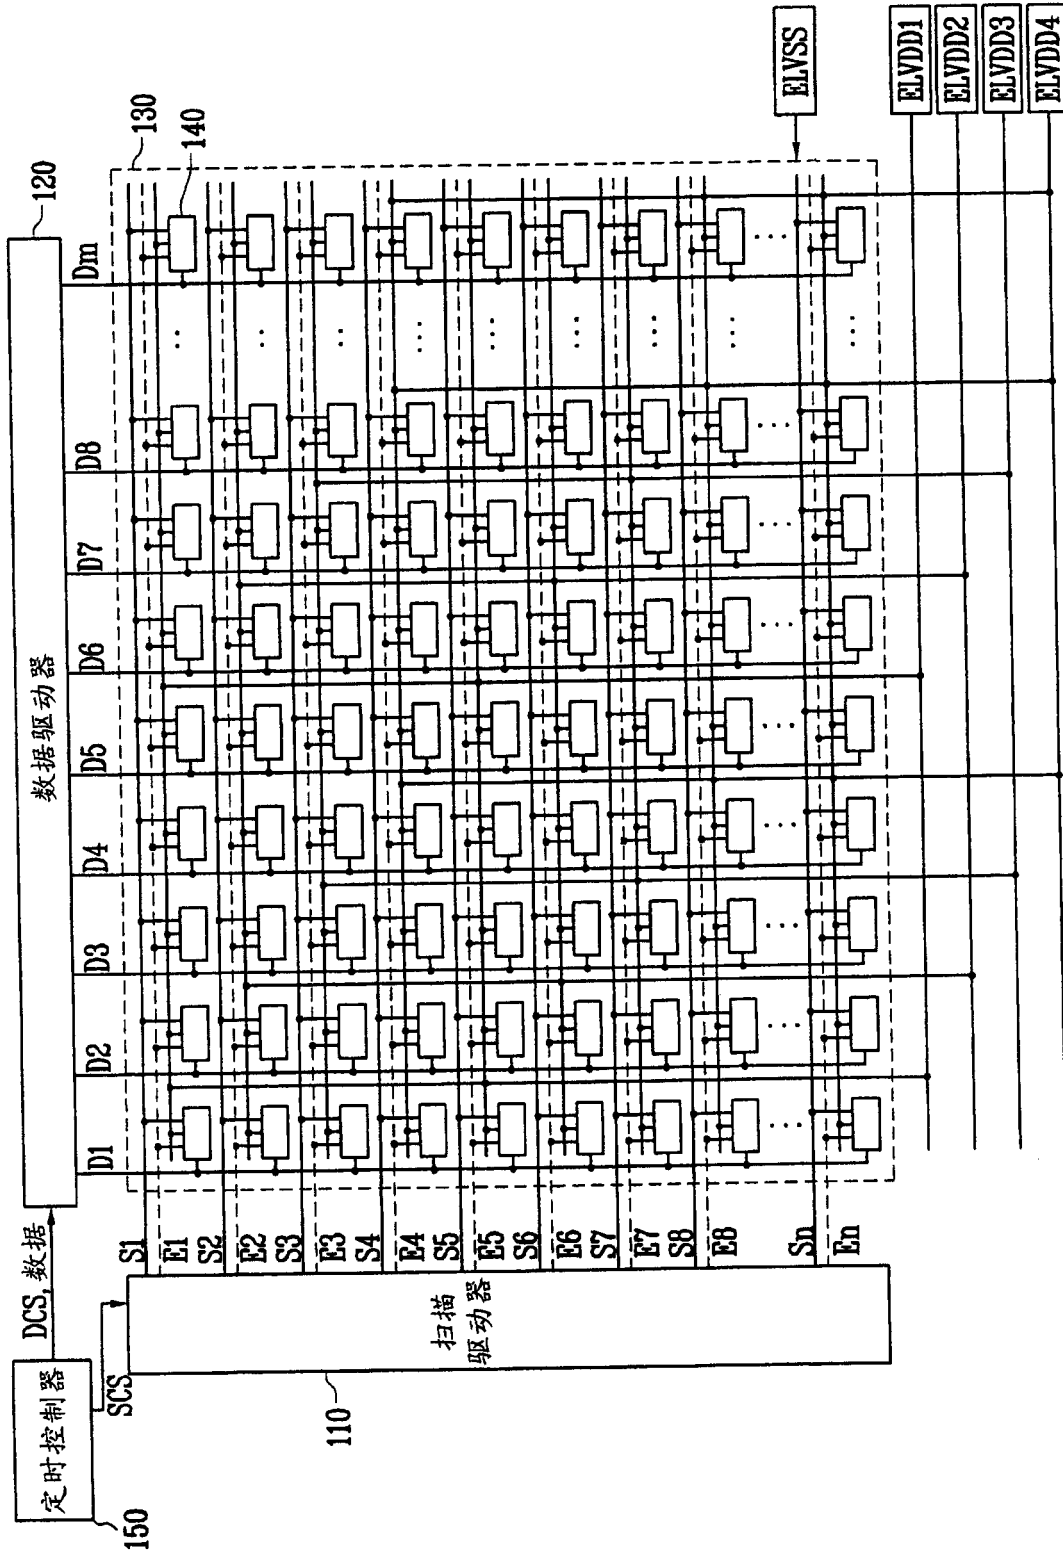 120
数据驱动器
DCS, 数据
定时控制器
150
SCS
D1
D2
D3
D4
D5
D6
D7
D8
Dm
130
140
110
扫描
驱动器
S1
E1
S2
E2
S3
E3
S4
E4
S5
E5
S6
E6
S7
E7
S8
E8
Sn
En
ELVSS
ELVDD1
ELVDD2
ELVDD3
ELVDD4